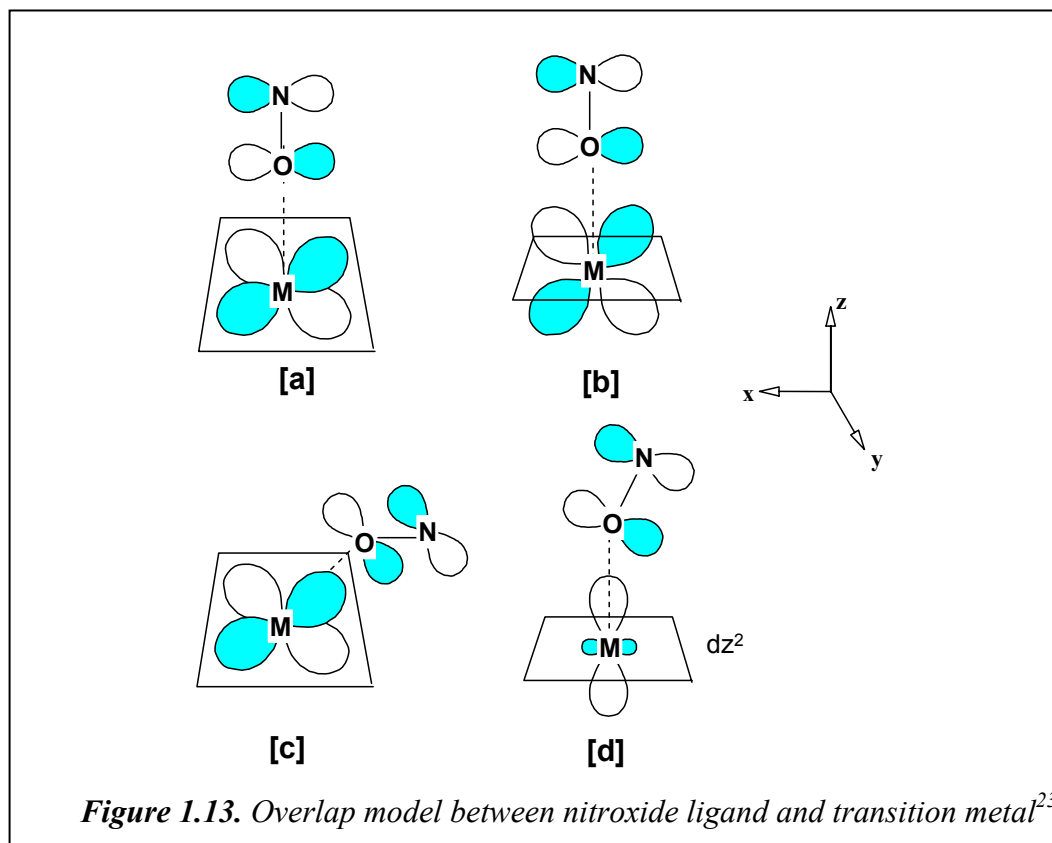 N N
O O
M M
[a] [b]
z
x
y
N
O N
O
M M dz²
[c] [d]
Figure 1.13. Overlap model between nitroxide ligand and transition metal²³